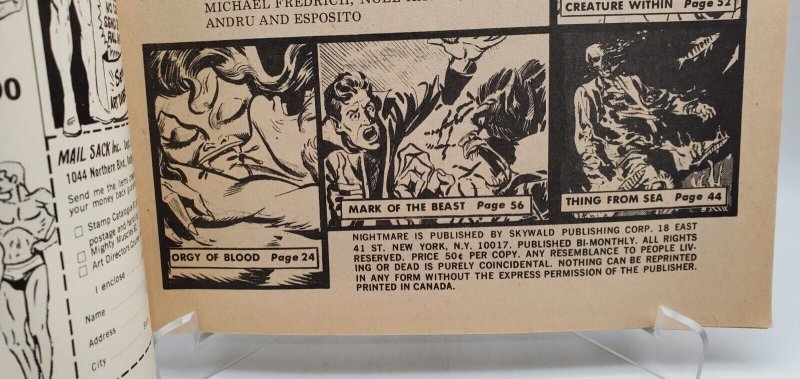 MICHAEL FREDRICH,
ANDRU AND ESPOSITO
CREATURE WITHIN Page 52
ORGY OF BLOOD Page 24
MARK OF THE BEAST Page 56
THING FROM SEA Page 44
NIGHTMARE IS PUBLISHED BY SKYWALD PUBLISHING CORP. 18 EAST
41 ST. NEW YORK, N.Y. 10017. PUBLISHED BI-MONTHLY. ALL RIGHTS
RESERVED. PRICE 50¢ PER COPY. ANY RESEMBLANCE TO PEOPLE LIV-
ING OR DEAD IS PURELY COINCIDENTAL. NOTHING CAN BE REPRINTED
IN ANY FORM WITHOUT THE EXPRESS PERMISSION OF THE PUBLISHER.
PRINTED IN CANADA.
MAIL SACK Inc.
1044 Northern Blvd.
Send me the items
your money back
Stamp Catalogue
postage and
Mighty Muscles
Art Directors
I enclose
Name
Address
City